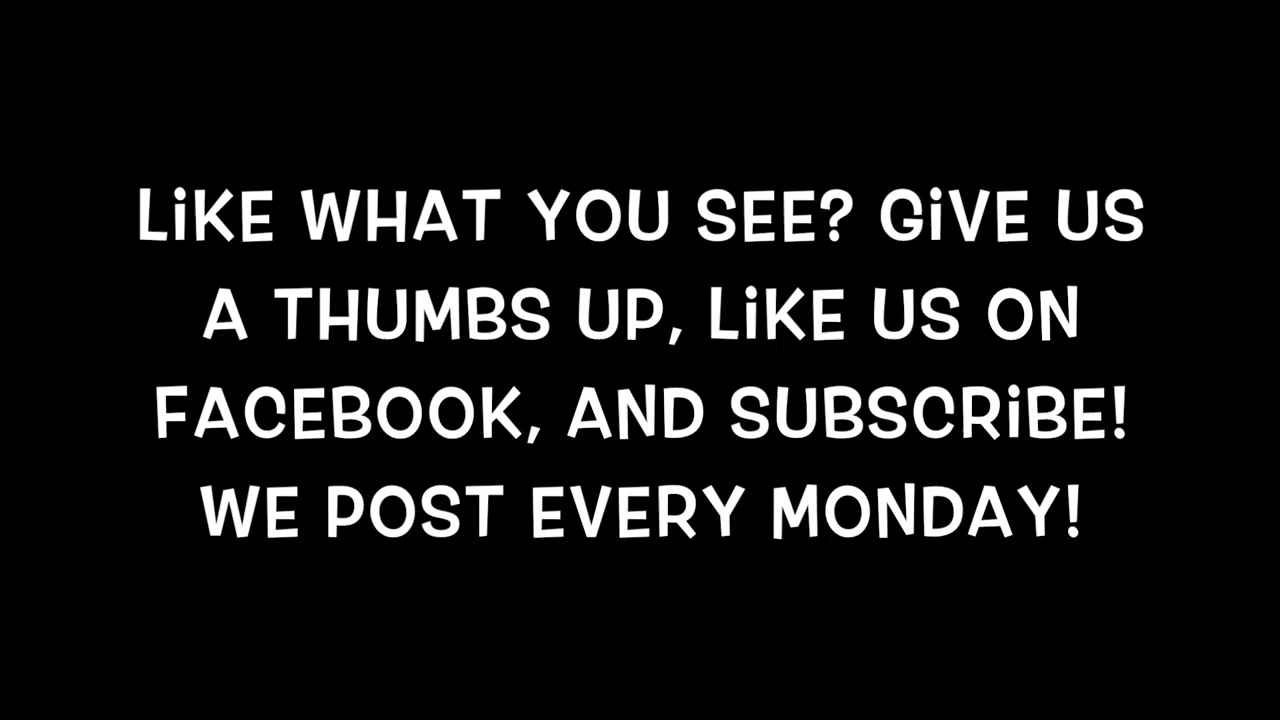 LiKE WHAT YOU SEE? GiVE US
A THUMBS UP, LiKE US ON
FACEBOOK, AND SUBSCRiBE!
WE POST EVERY MONDAY!